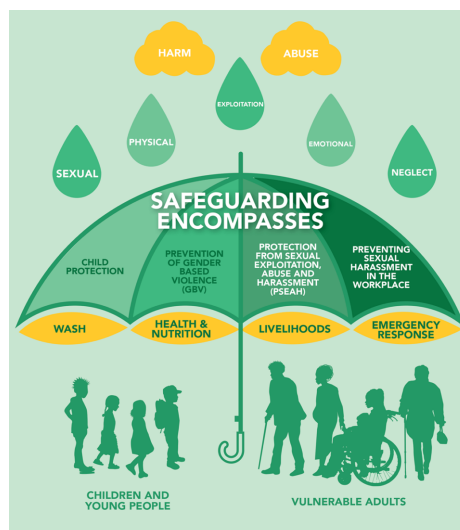 HARM
ABUSE
EXPLOITATION
PHYSICAL
EMOTIONAL
SEXUAL
NEGLECT
SAFEGUARDING
ENCOMPASSES
CHILD
PROTECTION
PREVENTION
OF GENDER
BASED
VIOLENCE
(GBV)
PROTECTION
FROM SEXUAL
EXPLOITATION,
ABUSE AND
HARASSMENT
(PSEAH)
PREVENTING
SEXUAL
HARASSMENT
IN THE
WORKPLACE
WASH
HEALTH &
NUTRITION
LIVELIHOODS
EMERGENCY
RESPONSE
CHILDREN AND
YOUNG PEOPLE
VULNERABLE ADULTS